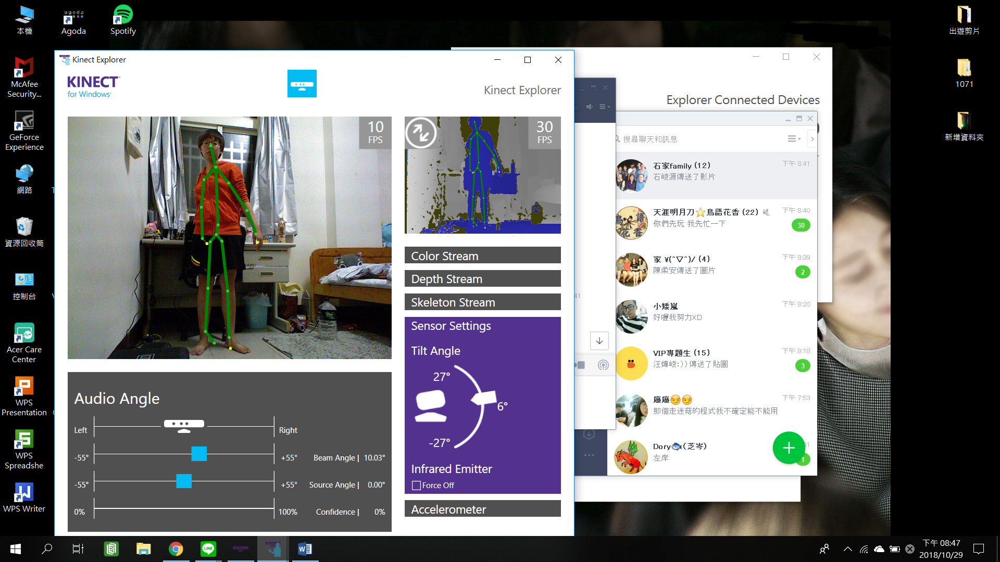 本機
Agoda
Spotify
McAfee
Security...
GeForce
Experience
網路
資源回收筒
控制台
Acer Care
Center
WPS
Presentation
WPS
Spreadshe
WPS Writer
agoda
出遊剪片
1071
新增資料夾
Kinect Explorer
KINECT
for Windows
Kinect Explorer
10
FPS
30
FPS
Color Stream
Depth Stream
Skeleton Stream
Sensor Settings
Tilt Angle
27°
6°
-27°
Infrared Emitter
Force Off
Accelerometer
Audio Angle
Left
Right
-55°
+55°
Beam Angle |
10.03°
-55°
+55°
Source Angle |
0.00°
0%
100%
Confidence |
0%
Explorer Connected Devices
搜尋聊天和訊息
石家family (12)
下午 8:41
石峻源傳送了影片
天涯明月刀⭐鳥語花香 (22)
下午 8:40
你們先玩 我先忙一下
30
家 ¥(^▽^)/ (4)
下午 8:39
陳柔安傳送了圖片
2
小矮嵐
下午 8:20
好喔我努力XD
VIP專題生 (15)
下午 8:18
汪煒峻:))傳送了貼圖
3
廢廢😏😏
下午 7:53
那個走迷菇的程式我不確定能不能用
Dory🐟(芝岑)
31
左岸
1
41
下午 08:47
2018/10/29